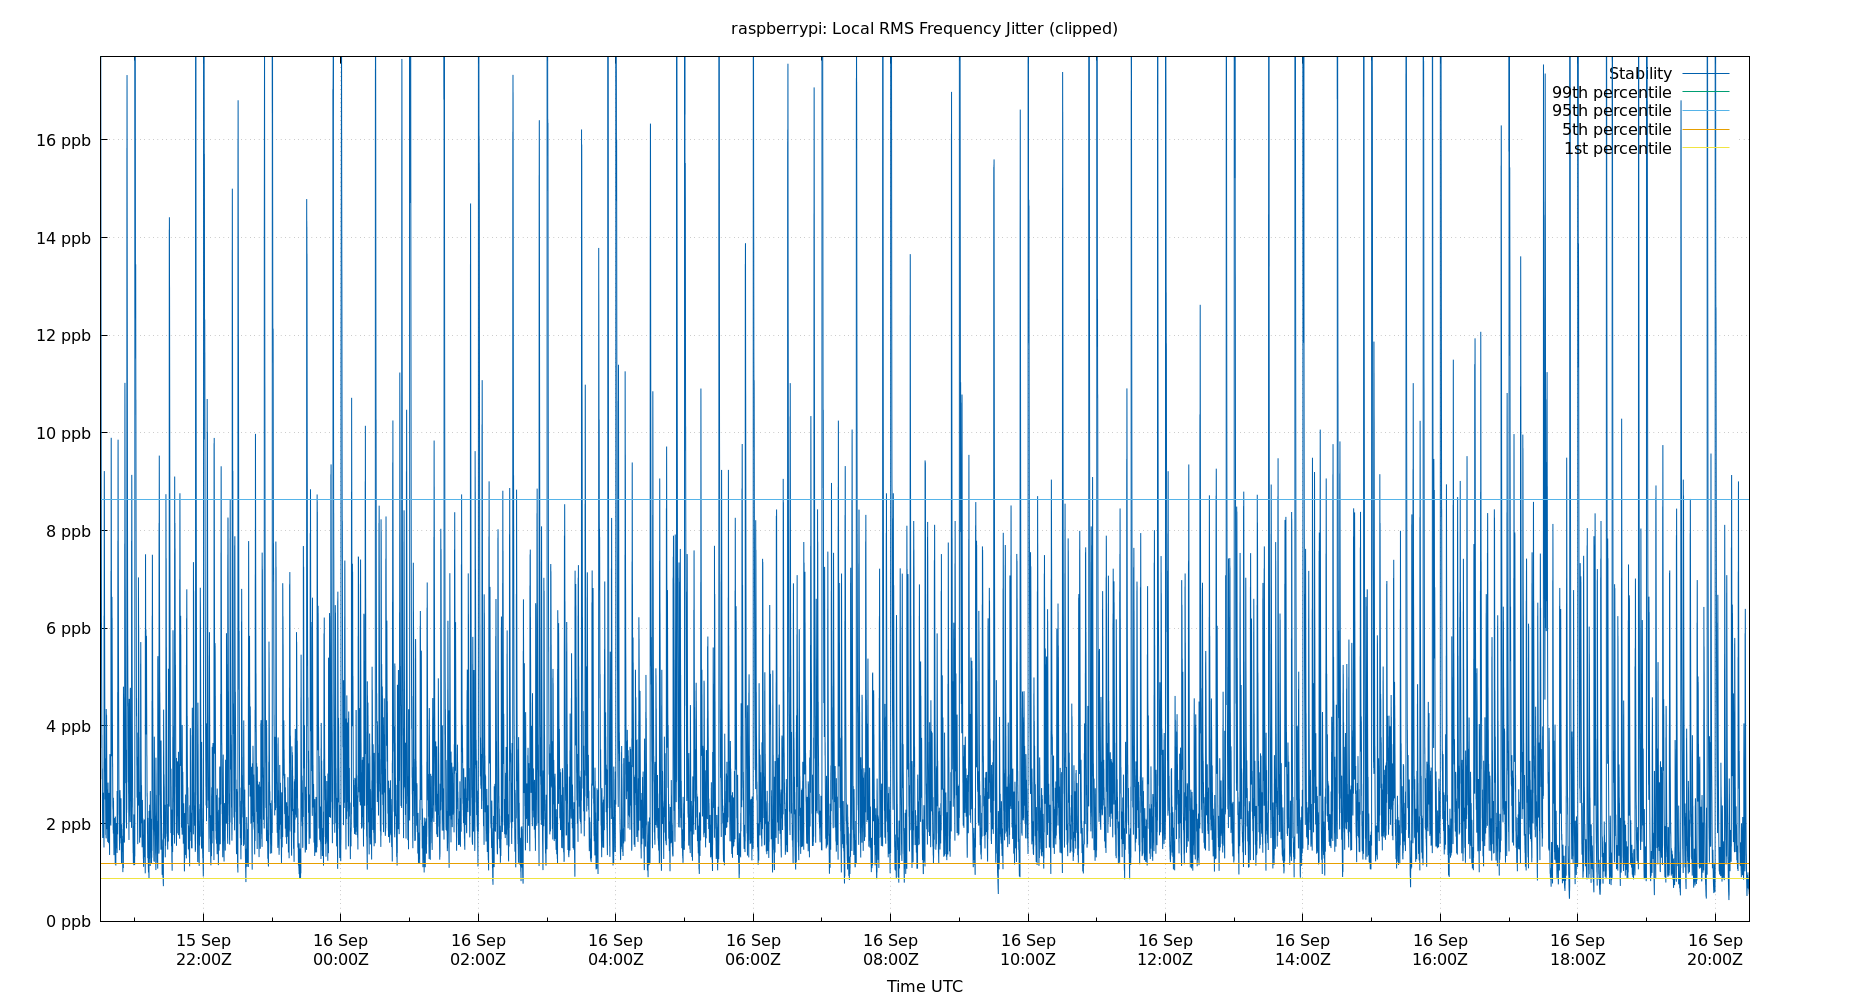 raspberrypi: Local RMS Frequency Jitter (clipped)
Stability
99th percentile
95th percentile
5th percentile
1st percentile
16 ppb
14 ppb
12 ppb
10 ppb
8 ppb
6 ppb
4 ppb
2 ppb
0 ppb
15 Sep 16 Sep 16 Sep 16 Sep 16 Sep 16 Sep 16 Sep 16 Sep 16 Sep 16 Sep 16 Sep 16 Sep
22:00Z 00:00Z 02:00Z 04:00Z 06:00Z 08:00Z 10:00Z 12:00Z 14:00Z 16:00Z 18:00Z 20:00Z
Time UTC